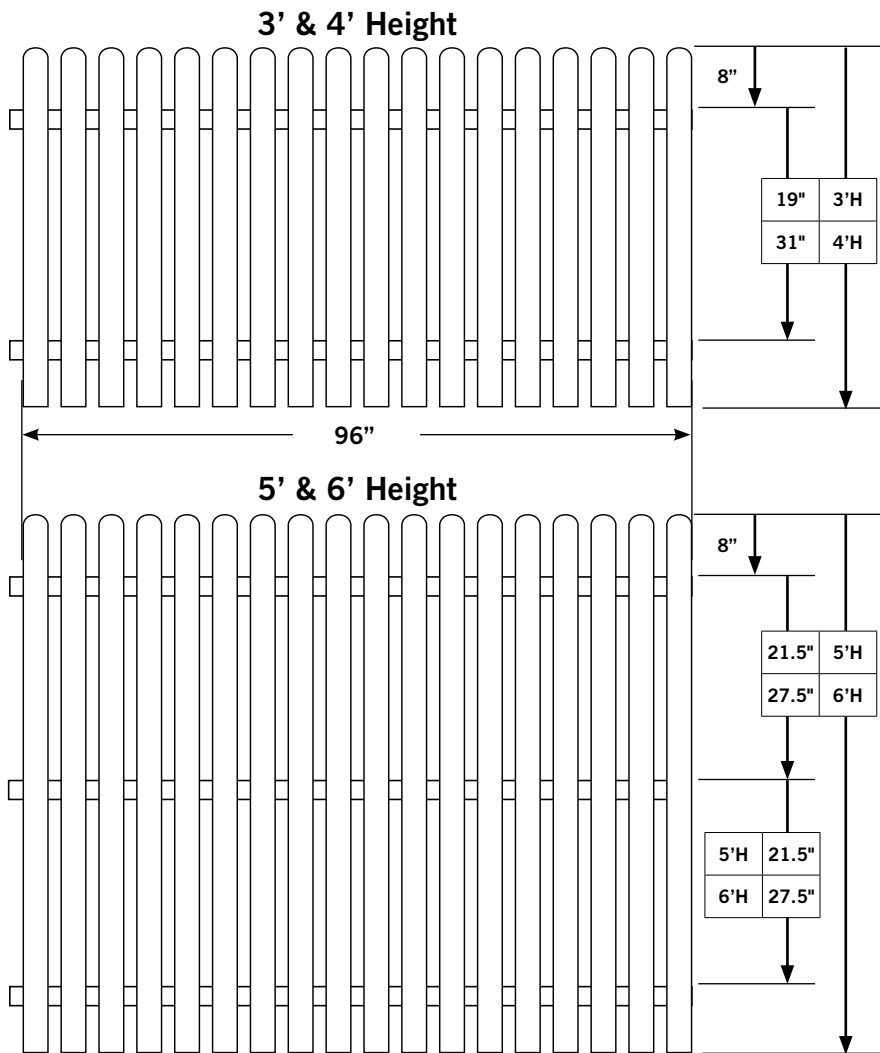 3’ & 4’ Height
8”
19" 3’H
31" 4’H
96”
5’ & 6’ Height
8”
21.5" 5’H
27.5" 6’H
5’H 21.5"
6’H 27.5"